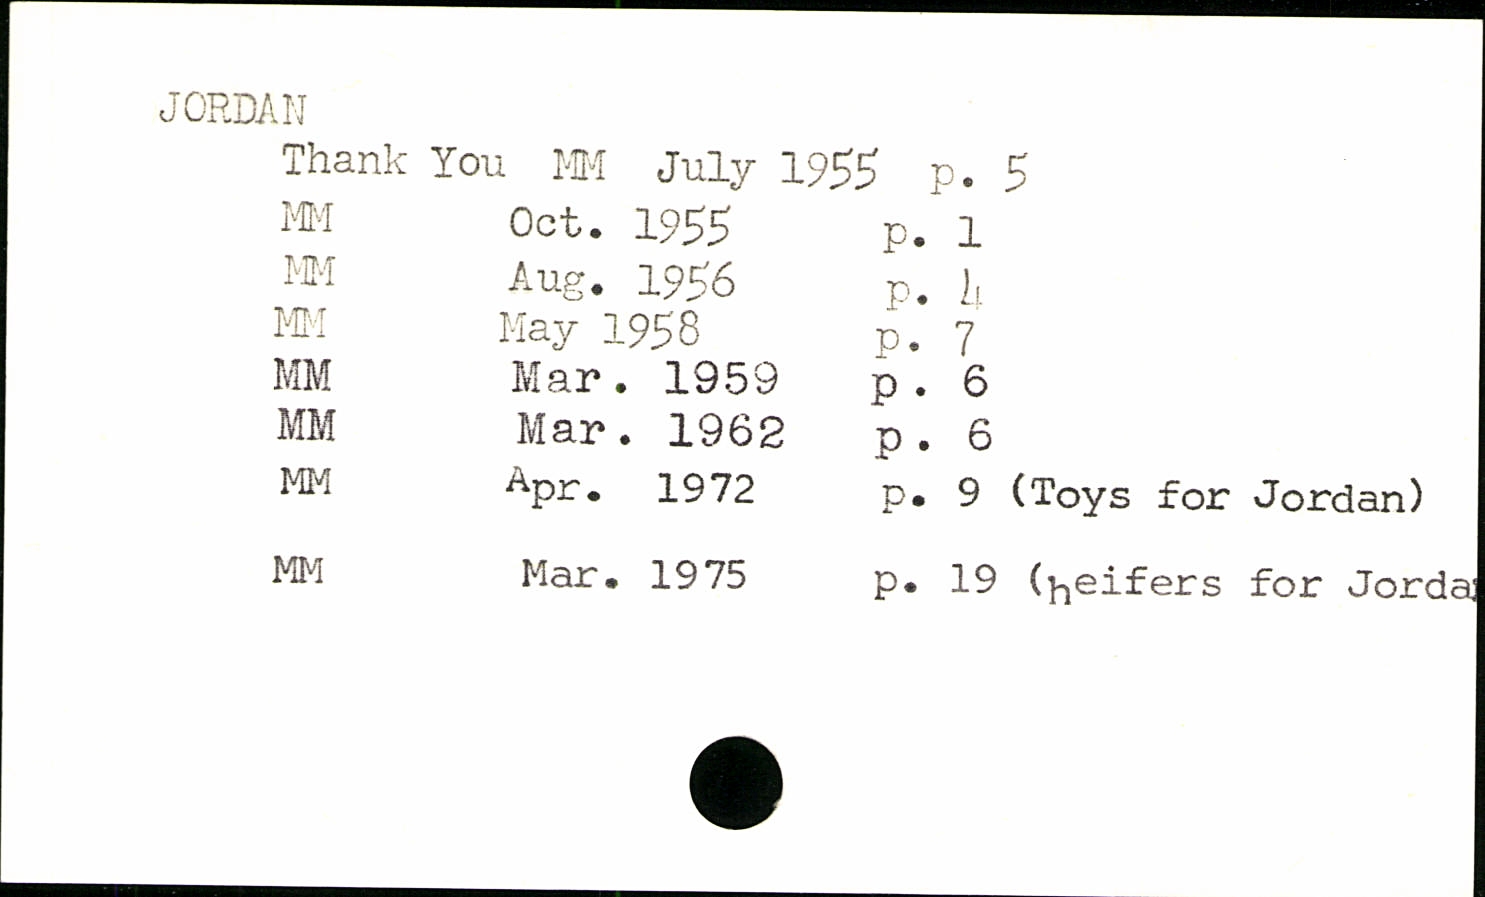 JORDAN
Thank You MM July 1955 p. 5
MM Oct. 1955 p. 1
MM Aug. 1956 p. 4
MM May 1958 p. 7
MM Mar. 1959 p. 6
MM Mar. 1962 p. 6
MM Apr. 1972 p. 9 (Toys for Jordan)
MM Mar. 1975 p. 19 (heifers for Jorda